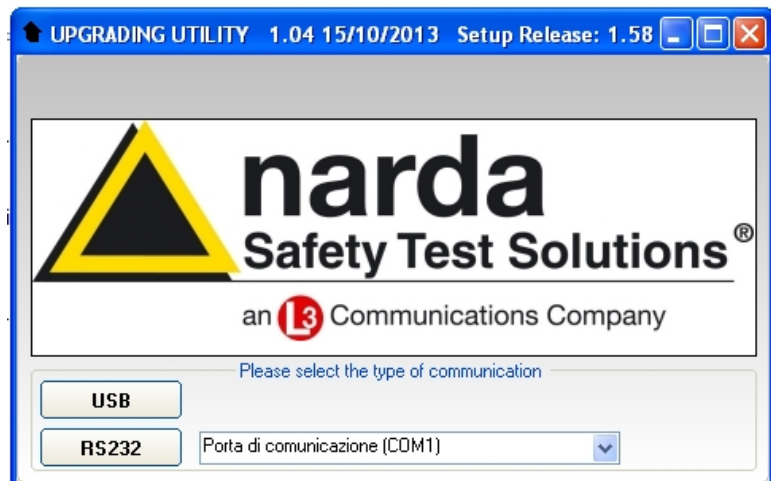 UPGRADING UTILITY 1.04 15/10/2013 Setup Release: 1.58
narda
Safety Test Solutions®
an L3 Communications Company
Please select the type of communication
USB
RS232 Porta di comunicazione (COM1)